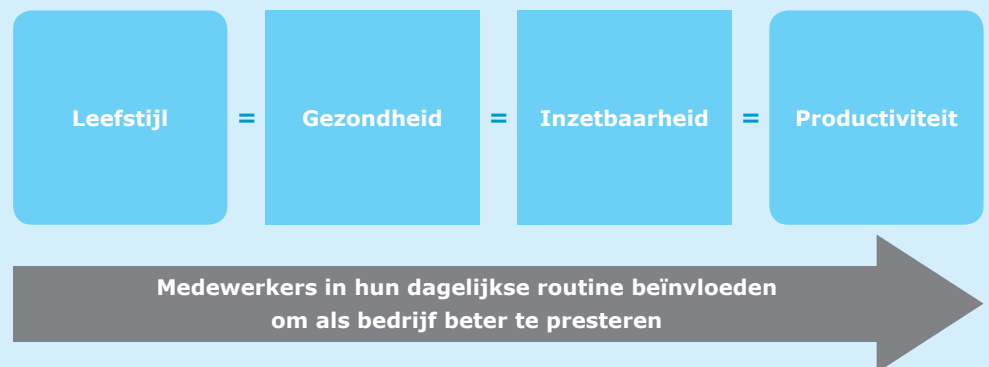 Leefstijl = Gezondheid = Inzetbaarheid = Productiviteit
Medewerkers in hun dagelijkse routine beïnvloeden
om als bedrijf beter te presteren